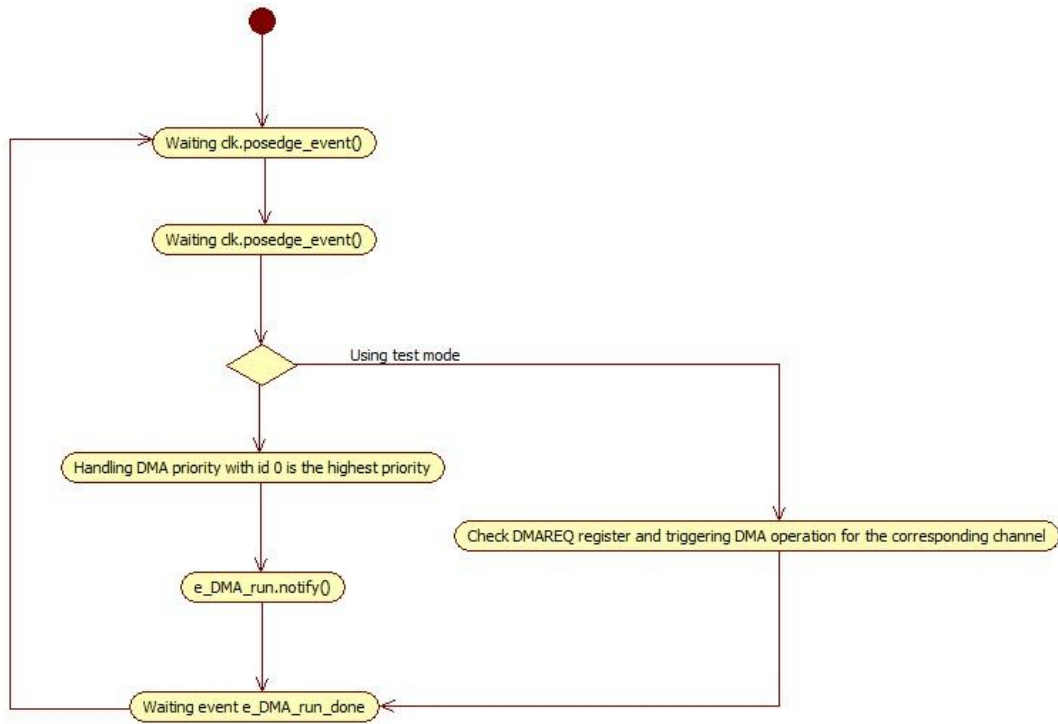 Waiting clk.posedge_event()
Waiting clk.posedge_event()
Using test mode
Handling DMA priority with id 0 is the highest priority
Check DMAREQ register and triggering DMA operation for the corresponding channel
e_DMA_run.notify()
Waiting event e_DMA_run_done